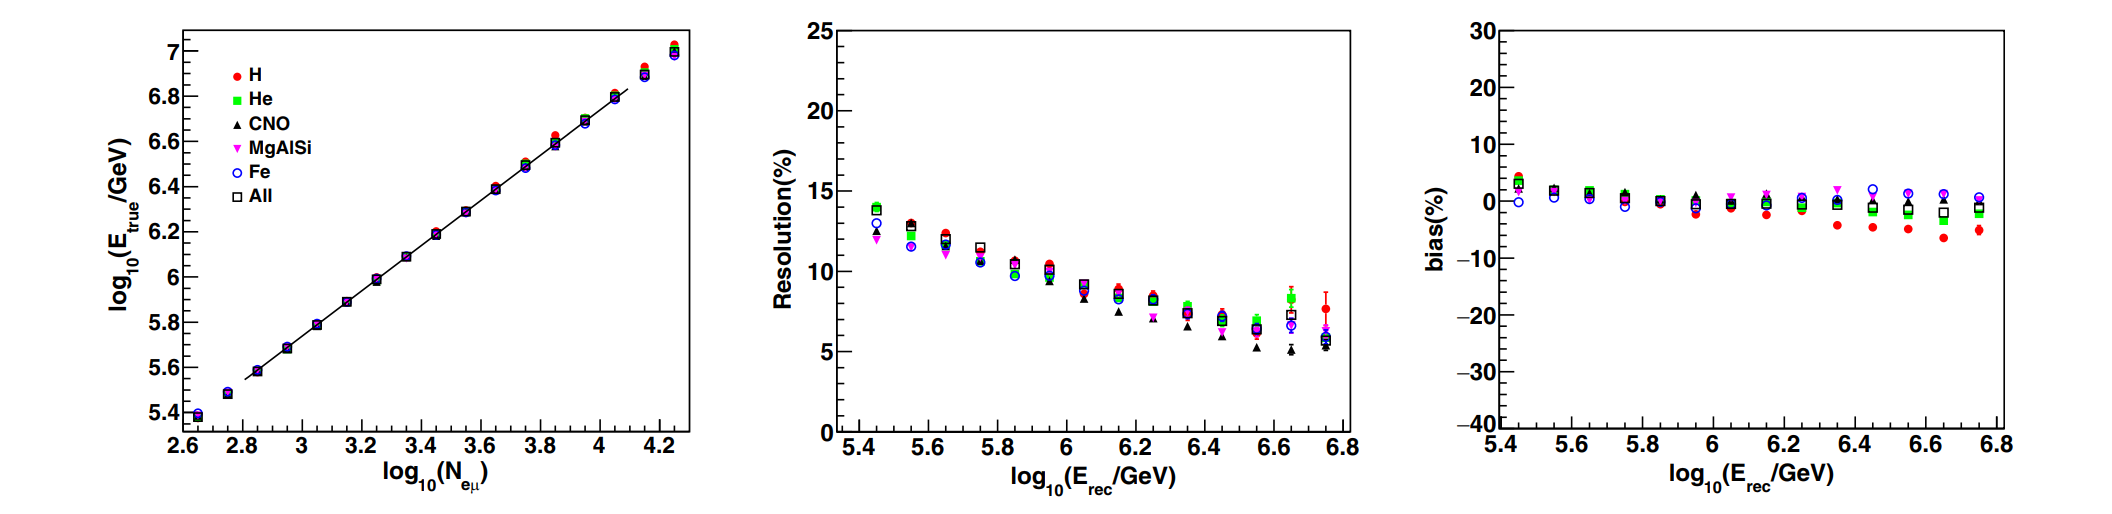 log10(Etrue/GeV)
7
6.8
6.6
6.4
6.2
6
5.8
5.6
5.4
H
He
CNO
MgAlSi
Fe
All
2.6 2.8 3 3.2 3.4 3.6 3.8 4 4.2
log10(Neμ)
Resolution(%)
25
20
15
10
5
0
5.4 5.6 5.8 6 6.2 6.4 6.6 6.8
log10(Erec/GeV)
bias(%)
30
20
10
0
−10
−20
−30
−40
5.4 5.6 5.8 6 6.2 6.4 6.6 6.8
log10(Erec/GeV)